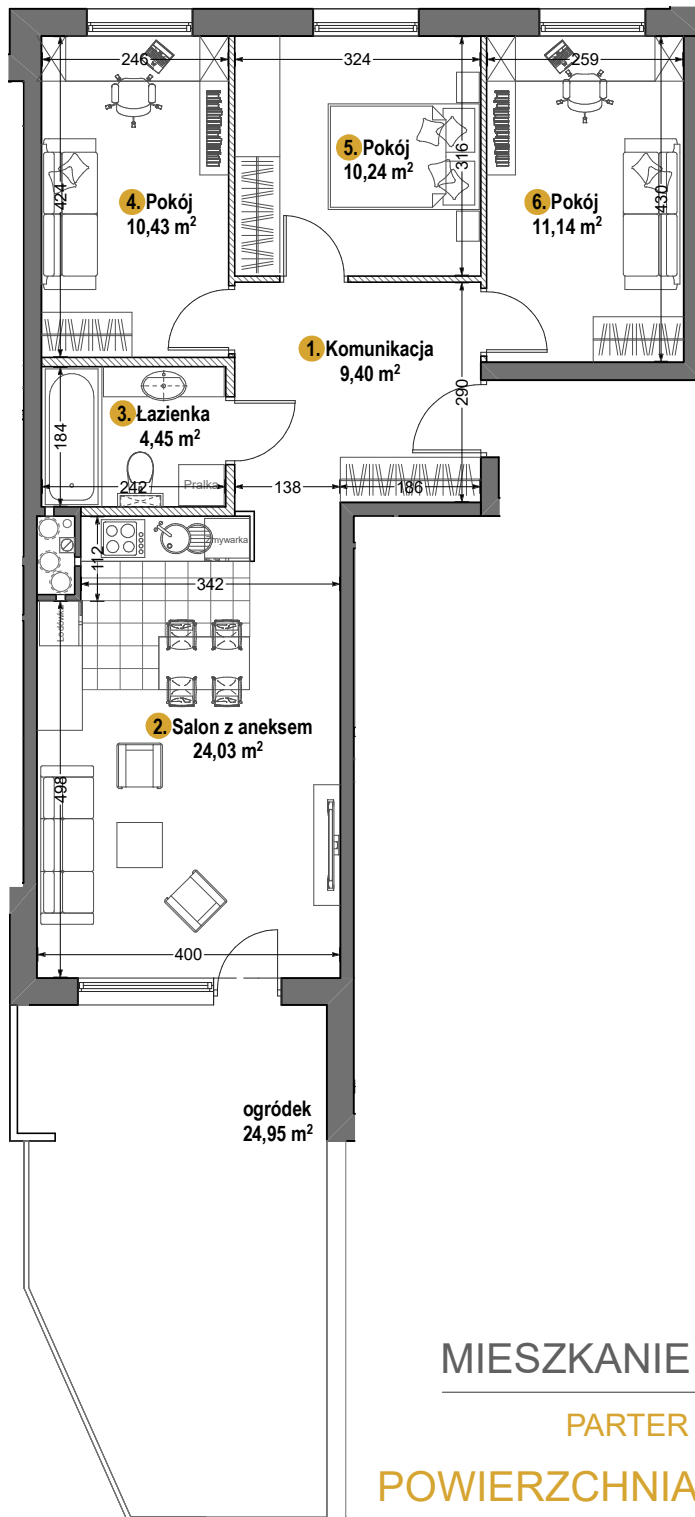 246
324
259
5. Pokój
10,24 m²
316
4. Pokój
10,43 m²
424
6. Pokój
11,14 m²
430
1. Komunikacja
9,40 m²
290
3. Łazienka
4,45 m²
184
242
Pralka
138
186
112
Zmywarka
342
Lodówka
2. Salon z aneksem
24,03 m²
498
400
ogródek
24,95 m²
MIESZKANIE
PARTER
POWIERZCHNIA